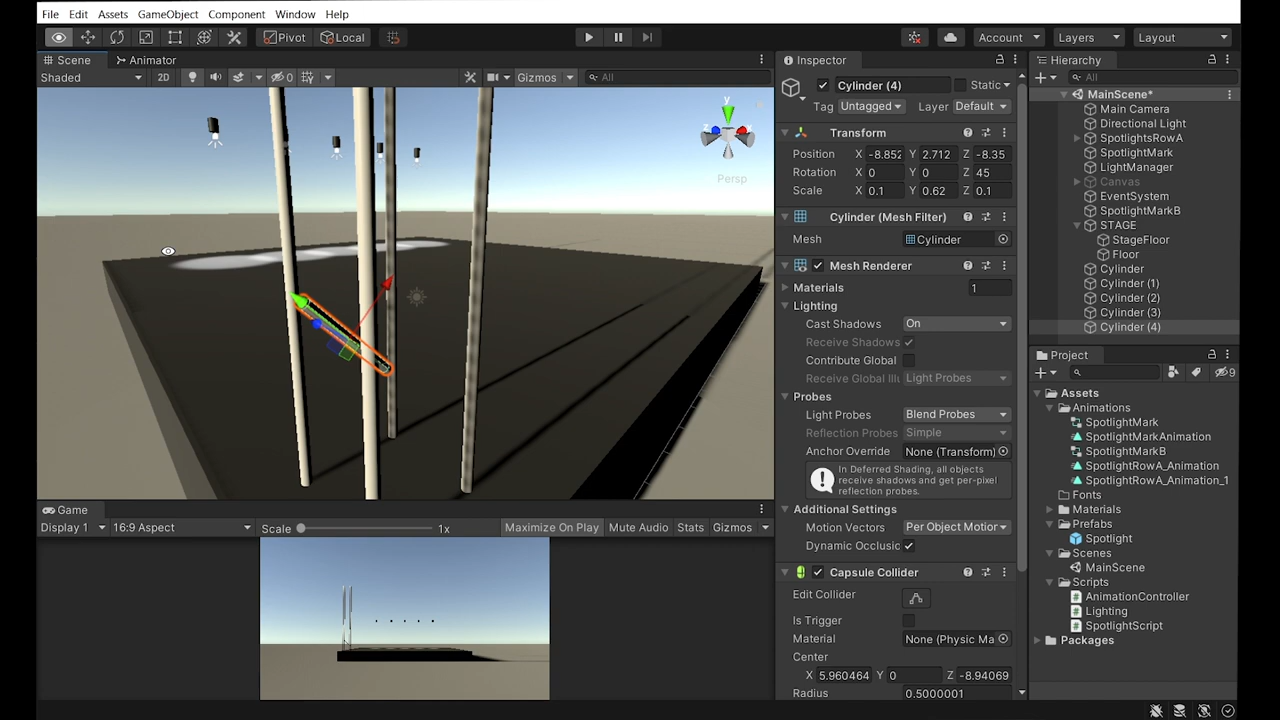 File Edit Assets GameObject Component Window Help
Pivot Local Account Layers Layout
Scene Animator
Shaded 2D 0 Gizmos All
y
z x
Persp
Game
Display 1 16:9 Aspect Scale 1x Maximize On Play Mute Audio Stats Gizmos
Inspector
Cylinder (4) Static
Tag Untagged Layer Default
Transform
Position X -8.852 Y 2.712 Z -8.35
Rotation X 0 Y 0 Z 45
Scale X 0.1 Y 0.62 Z 0.1
Cylinder (Mesh Filter)
Mesh Cylinder
Mesh Renderer
Materials 1
Lighting
Cast Shadows On
Receive Shadows
Contribute Global
Receive Global Illu Light Probes
Probes
Light Probes Blend Probes
Reflection Probes Simple
Anchor Override None (Transform)
In Deferred Shading, all objects
receive shadows and get per-pixel
reflection probes.
Additional Settings
Motion Vectors Per Object Motion
Dynamic Occlusic
Capsule Collider
Edit Collider
Is Trigger
Material None (Physic Ma
Center
X 5.960464 Y 0 Z -8.94069
Radius 0.5000001
Hierarchy
All
MainScene*
Main Camera
Directional Light
SpotlightsRowA
SpotlightMark
LightManager
Canvas
EventSystem
SpotlightMarkB
STAGE
StageFloor
Floor
Cylinder
Cylinder (1)
Cylinder (2)
Cylinder (3)
Cylinder (4)
Project
9
Assets
Animations
SpotlightMark
SpotlightMarkAnimation
SpotlightMarkB
SpotlightRowA_Animation
SpotlightRowA_Animation_1
Fonts
Materials
Prefabs
Spotlight
Scenes
MainScene
Scripts
AnimationController
Lighting
SpotlightScript
Packages